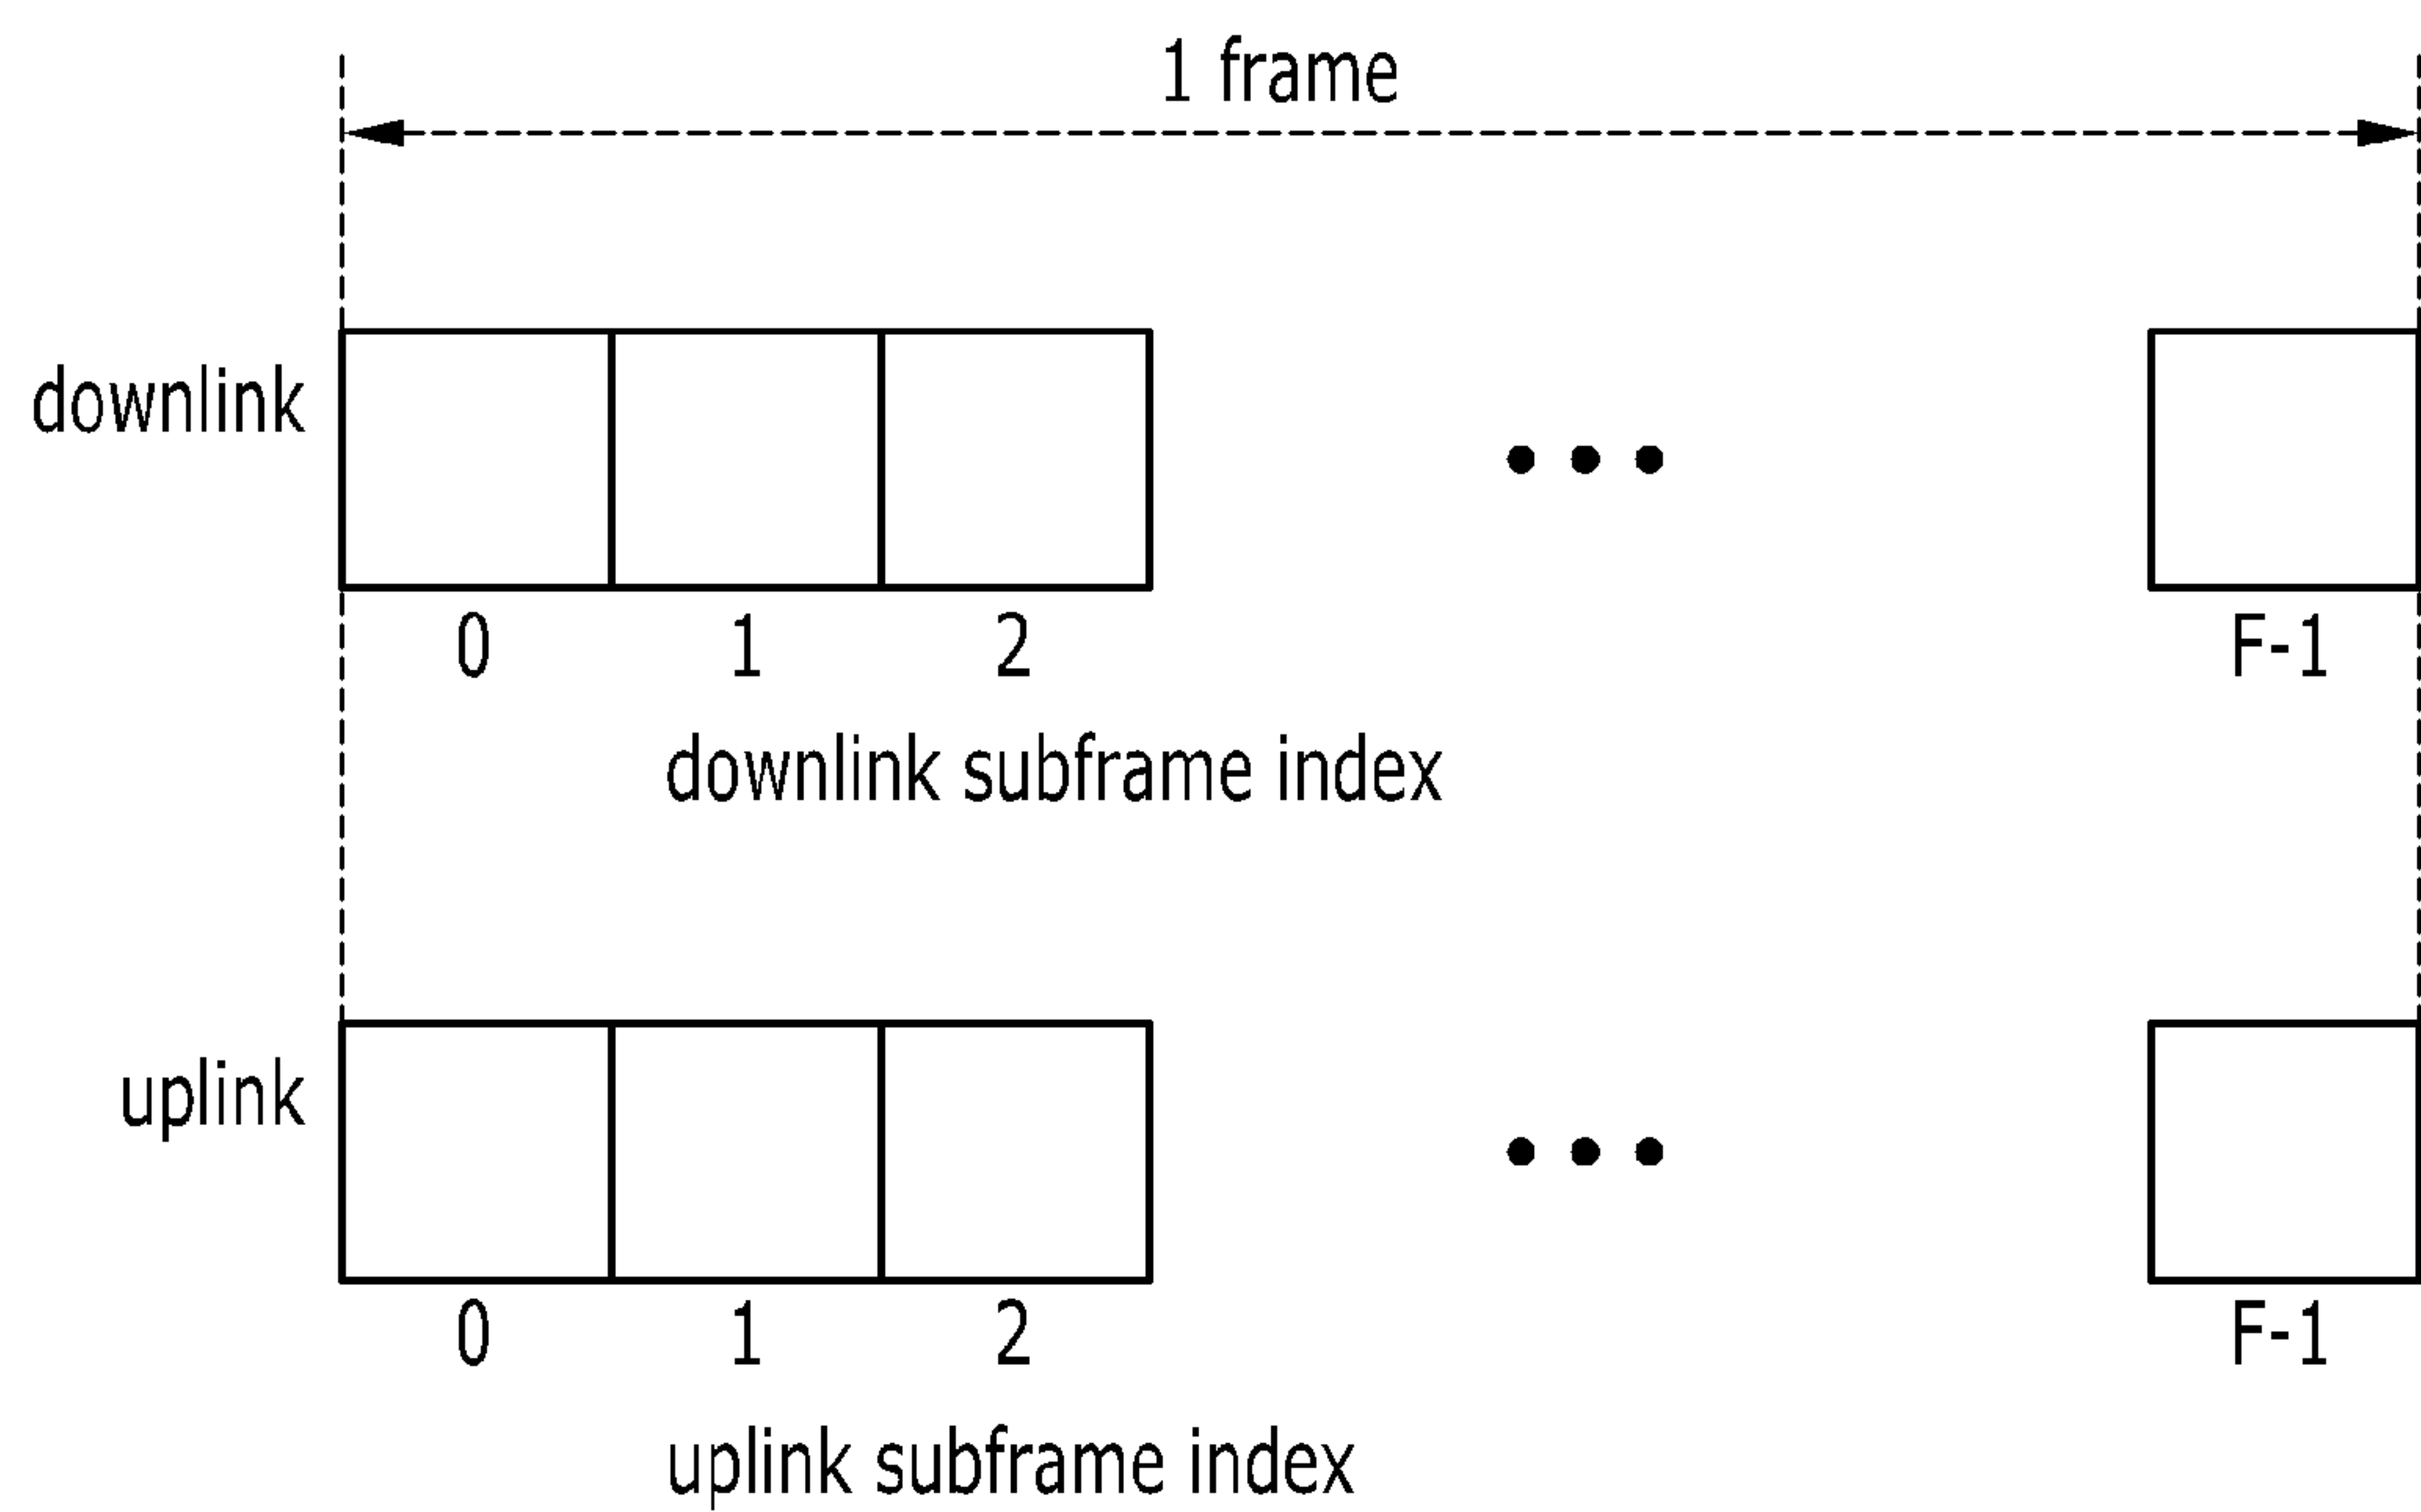 1 frame
downlink
0 1 2 F-1
downlink subframe index
uplink
0 1 2 F-1
uplink subframe index